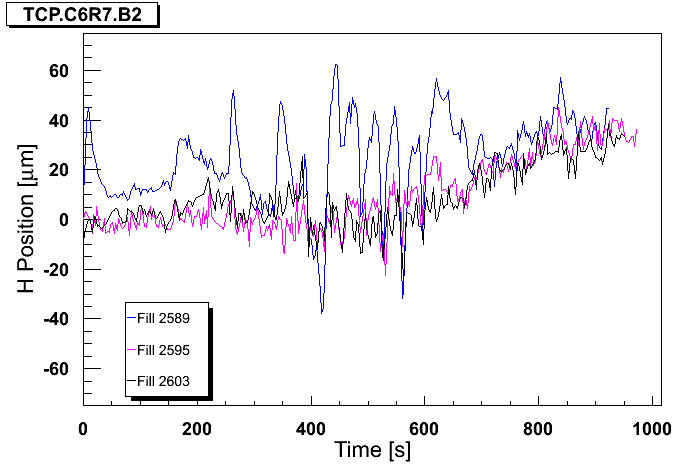 TCP.C6R7.B2
H Position [μm]
60
40
20
0
-20
-40
-60
Fill 2589
Fill 2595
Fill 2603
0 200 400 600 800 1000
Time [s]